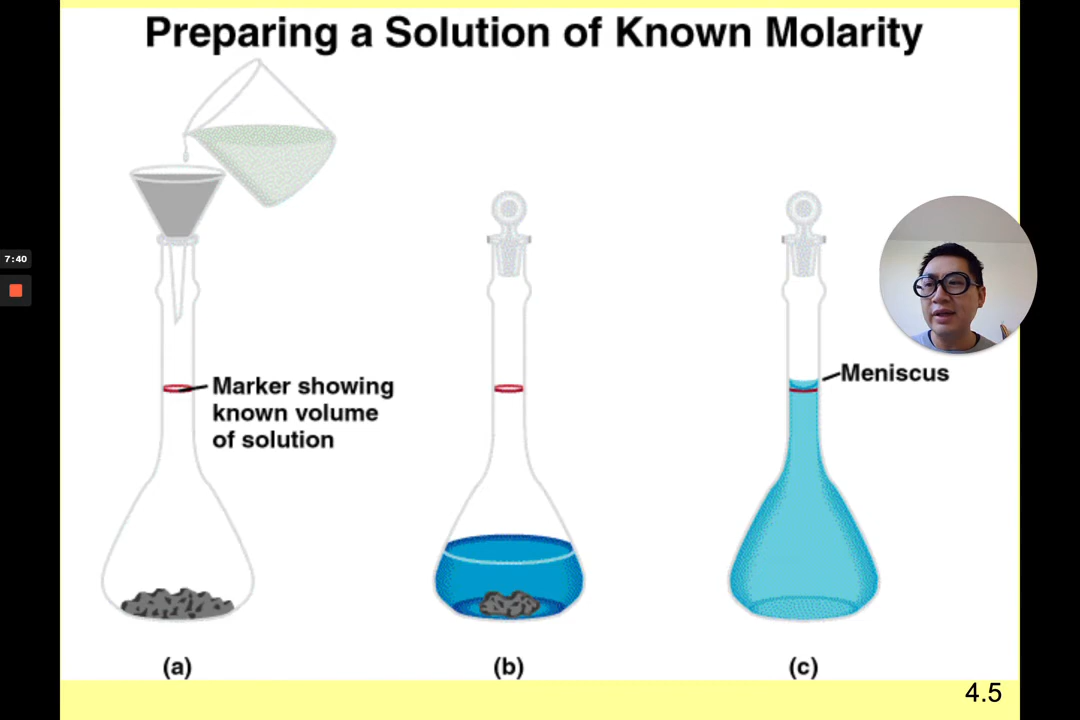 Preparing a Solution of Known Molarity
7:40
Marker showing
known volume
of solution
Meniscus
(a)
(b)
(c)
4.5